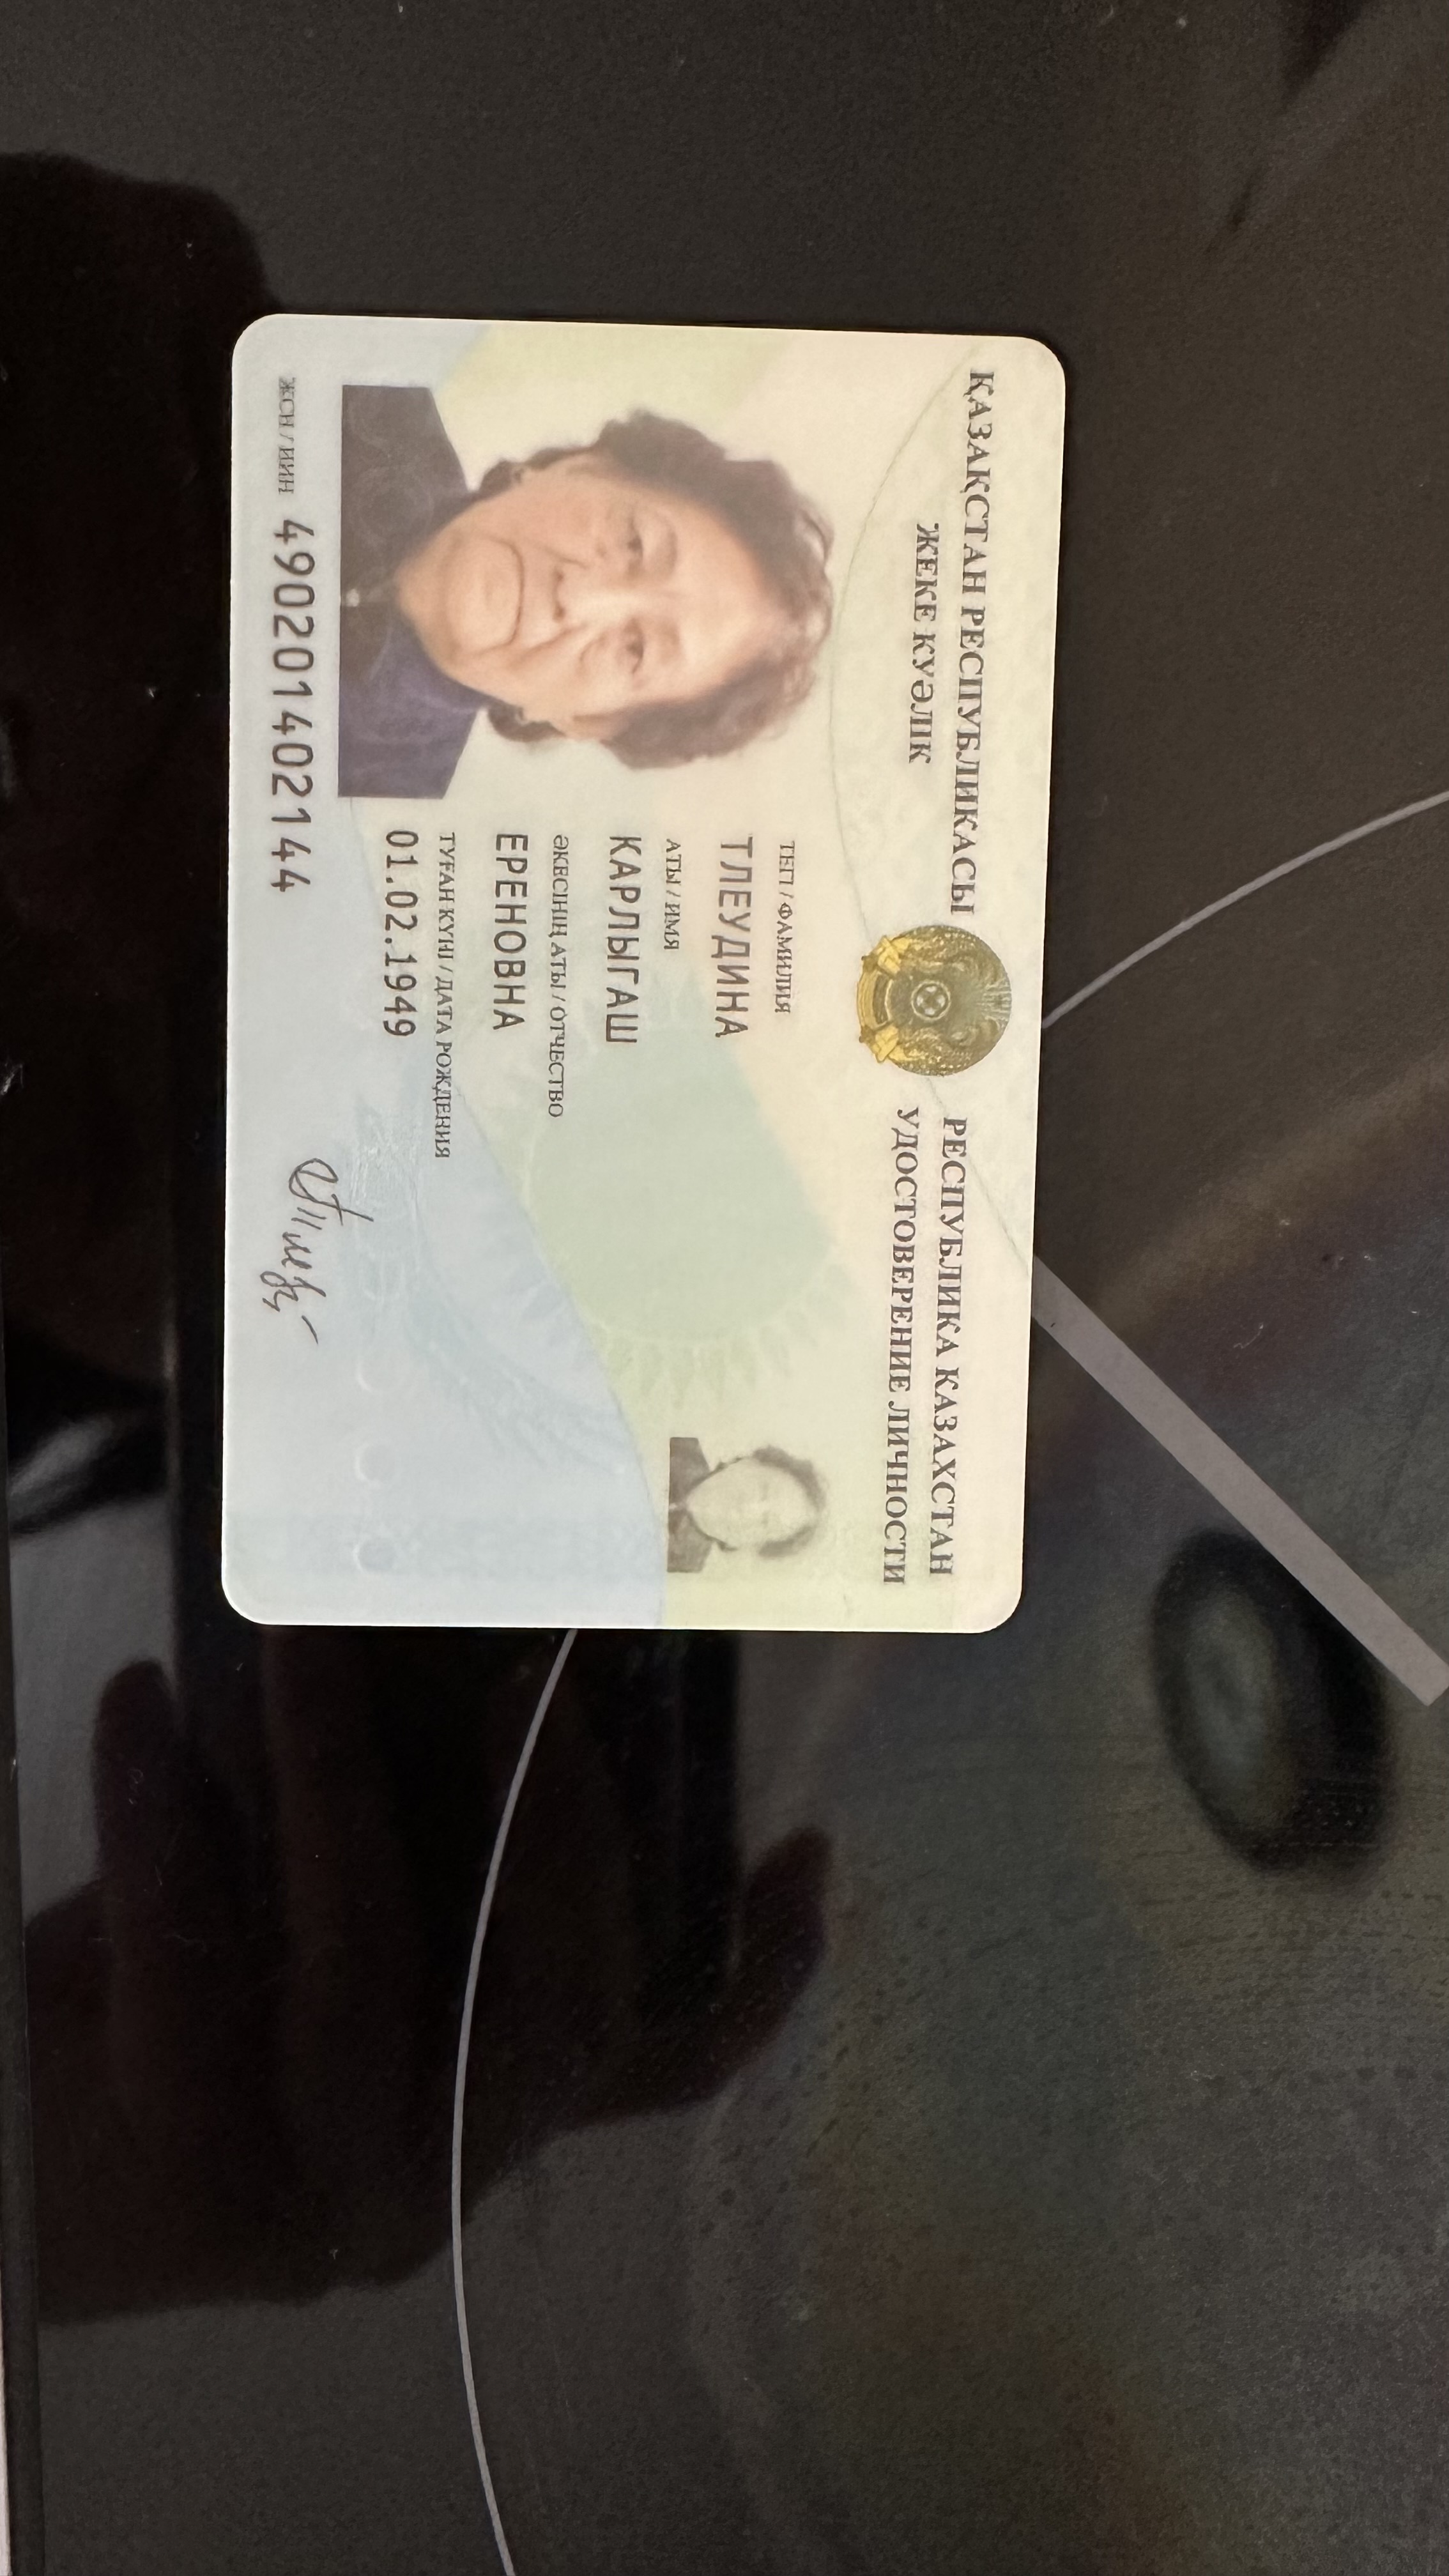 ҚАЗАҚСТАН РЕСПУБЛИКАСЫ
ЖЕКЕ КУӘЛІК
РЕСПУБЛИКА КАЗАХСТАН
УДОСТОВЕРЕНИЕ ЛИЧНОСТИ
ТЕГІ / ФАМИЛИЯ
ТЛЕУДИНА
АТЫ / ИМЯ
КАРЛЫГАШ
ӘКЕСІНІҢ АТЫ / ОТЧЕСТВО
ЕРЕНОВНА
ТУҒАН КҮНІ / ДАТА РОЖДЕНИЯ
01.02.1949
ЖСН / ИИН 490201402144